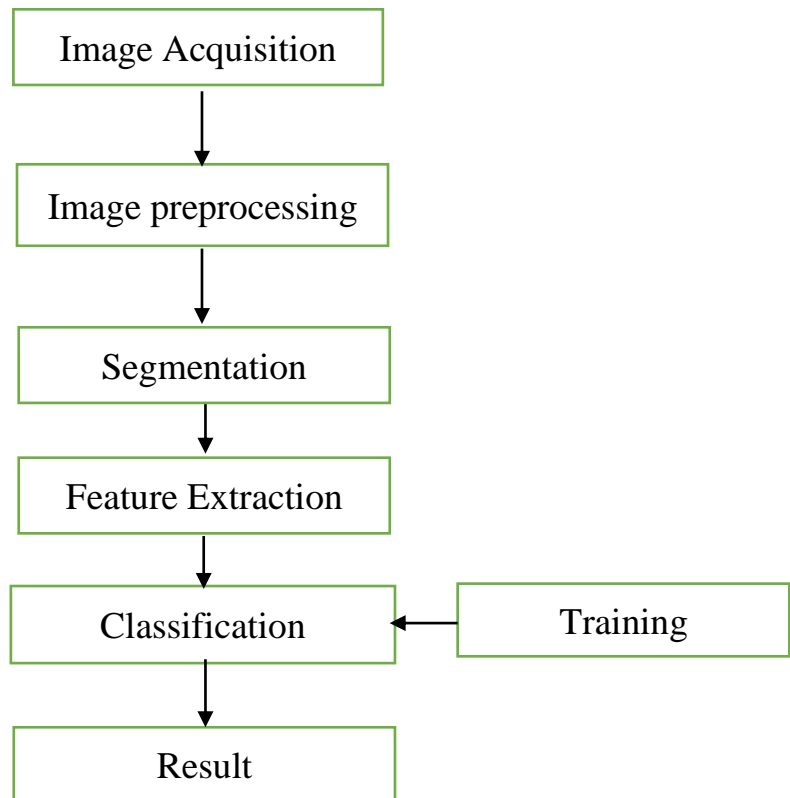 Image Acquisition
Image preprocessing
Segmentation
Feature Extraction
Classification
Training
Result